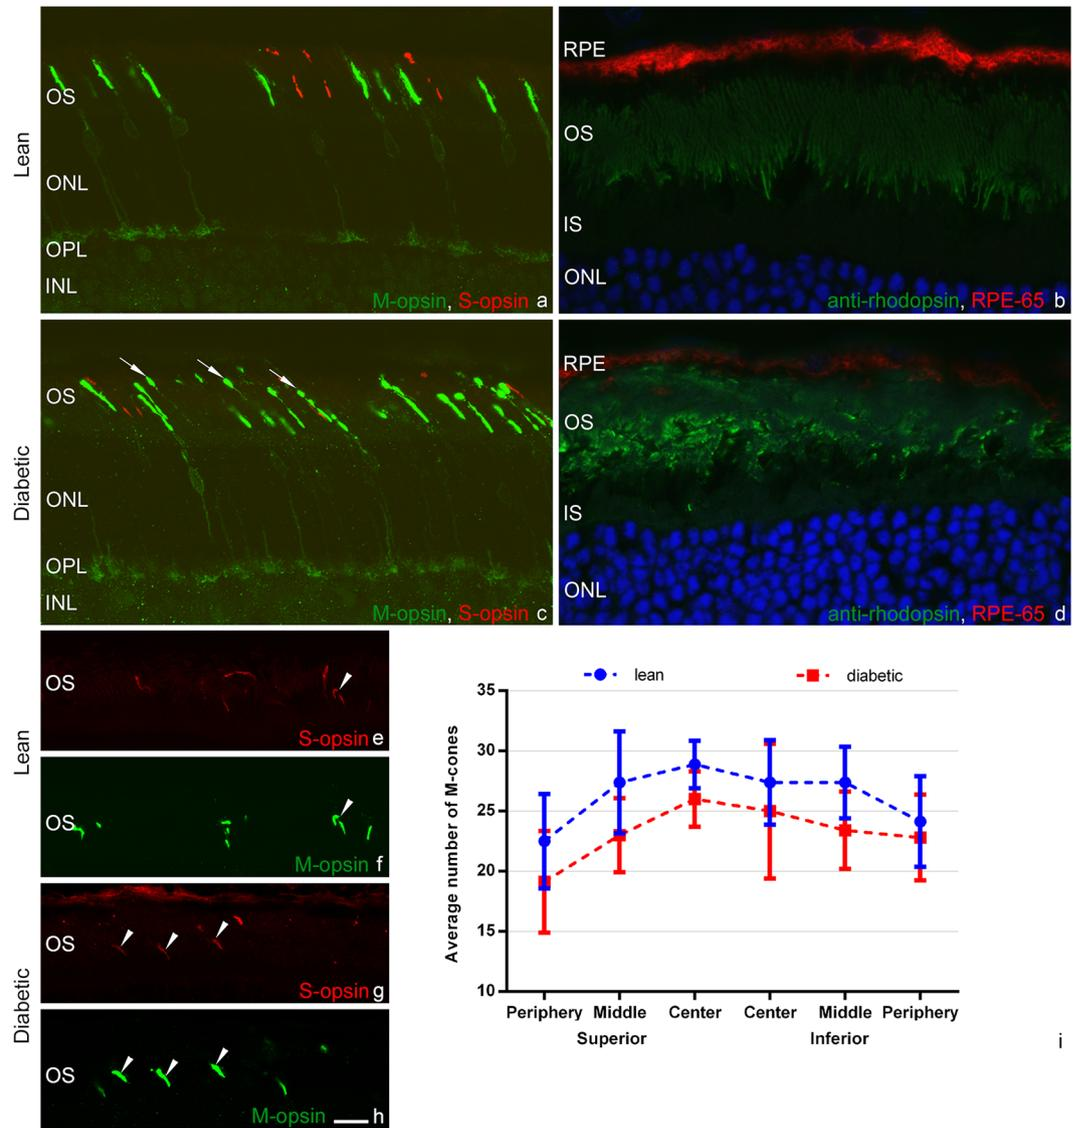 Lean
OS
ONL
OPL
INL
M-opsin, S-opsin a
RPE
OS
IS
ONL
anti-rhodopsin, RPE-65 b
Diabetic
OS
ONL
OPL
INL
M-opsin, S-opsin c
RPE
OS
IS
ONL
anti-rhodopsin, RPE-65 d
Lean
OS
S-opsin e
OS
M-opsin f
Diabetic
OS
S-opsin g
OS
M-opsin h
lean
diabetic
Average number of M-cones
35
30
25
20
15
10
Periphery Middle Center Center Middle Periphery
Superior Inferior
i